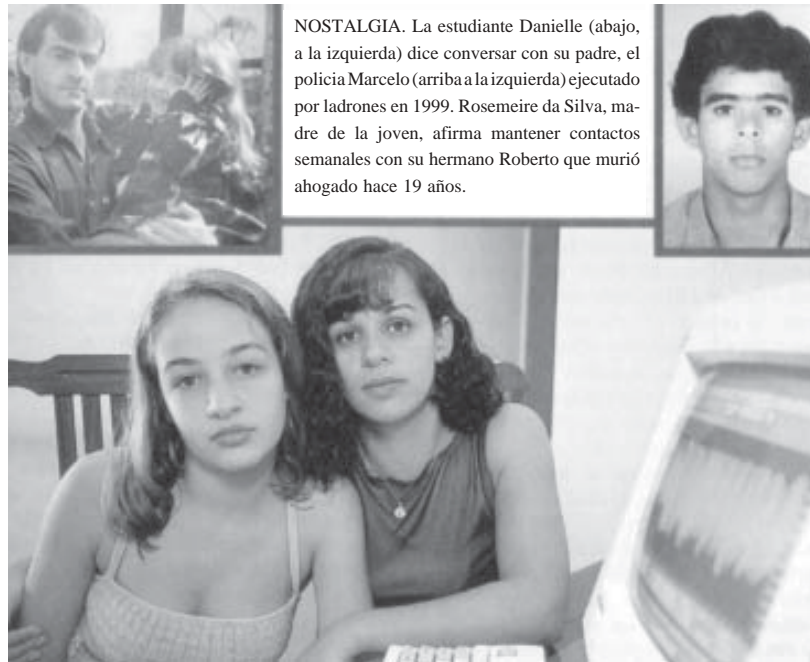 NOSTALGIA. La estudiante Danielle (abajo,
a la izquierda) dice conversar con su padre, el
policia Marcelo (arriba a la izquierda) ejecutado
por ladrones en 1999. Rosemeire da Silva, ma-
dre de la joven, afirma mantener contactos
semanales con su hermano Roberto que murió
ahogado hace 19 años.